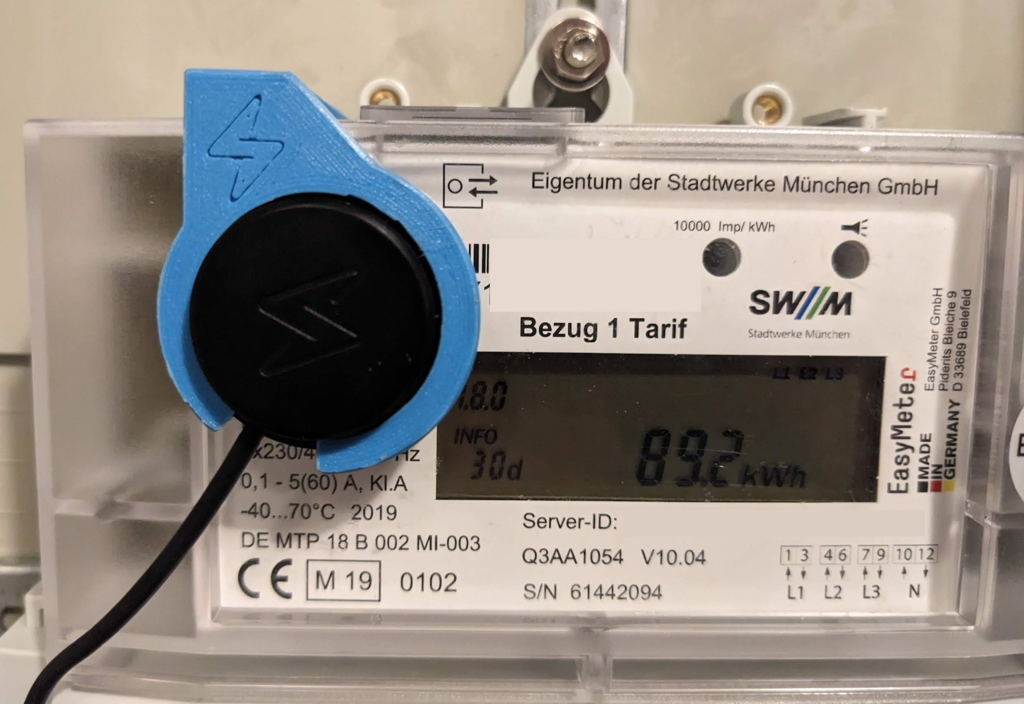 Eigentum der Stadtwerke München GmbH
10000 Imp/kWh
SW//M
Stadtwerke München
Bezug 1 Tarif
L1 L2 L3
.8.0
INFO
30d
89.2 kWh
EasyMeter
MADE
IN
GERMANY
EasyMeter GmbH
Piderits Bleiche 9
D 33689 Bielefeld
x230/4
Hz
0,1 - 5(60) A, Kl.A
-40...70°C 2019
DE MTP 18 B 002 MI-003
CE M 19 0102
Server-ID:
Q3AA1054 V10.04
S/N 61442094
1 3 4 6 7 9 10 12
L1 L2 L3 N